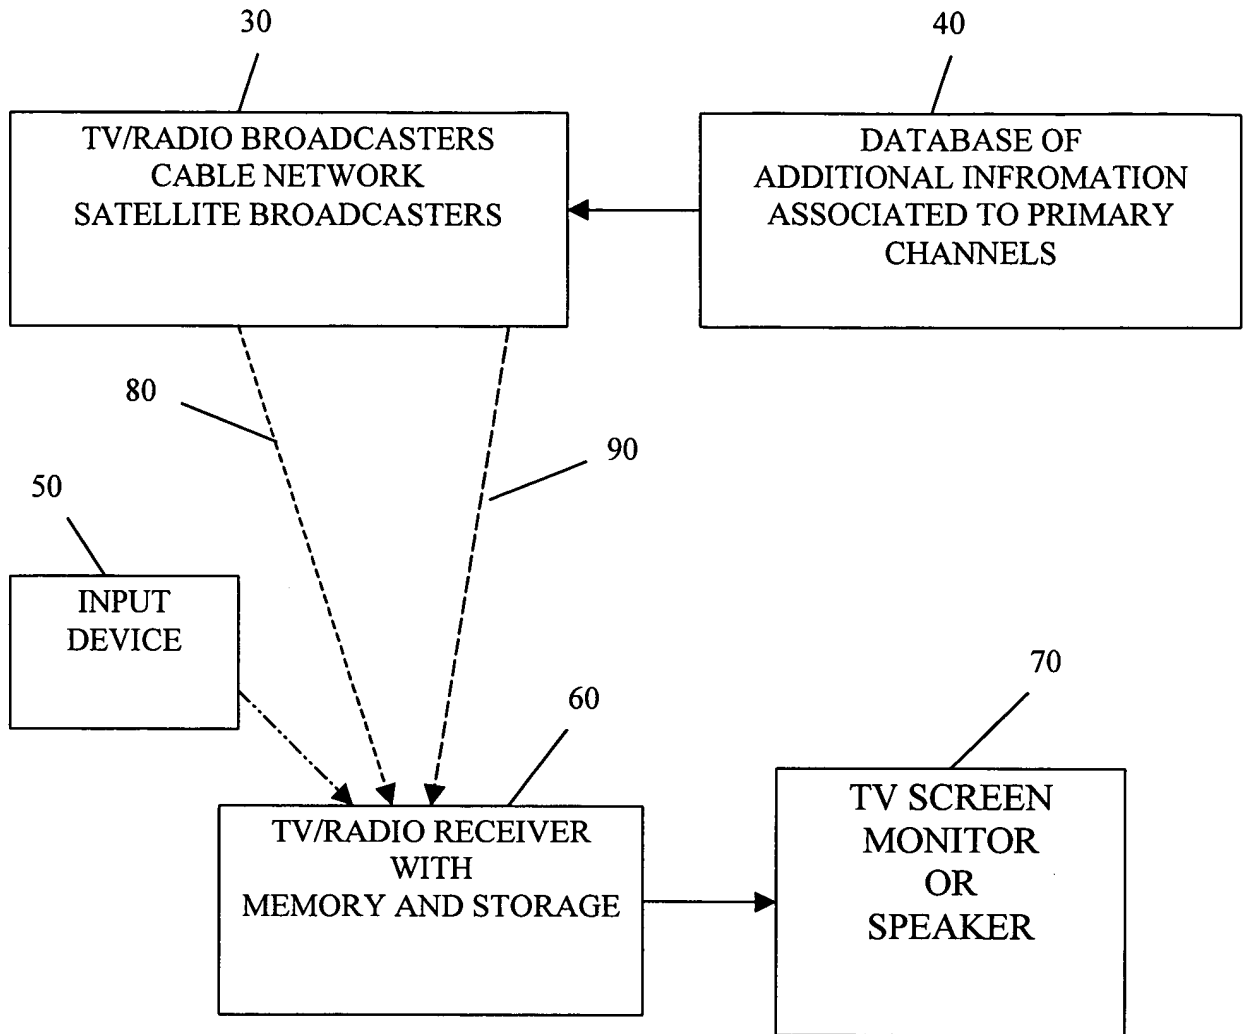 30
40
TV/RADIO BROADCASTERS
CABLE NETWORK
SATELLITE BROADCASTERS
DATABASE OF
ADDITIONAL INFROMATION
ASSOCIATED TO PRIMARY
CHANNELS
80
90
50
INPUT
DEVICE
60
70
TV/RADIO RECEIVER
WITH
MEMORY AND STORAGE
TV SCREEN
MONITOR
OR
SPEAKER